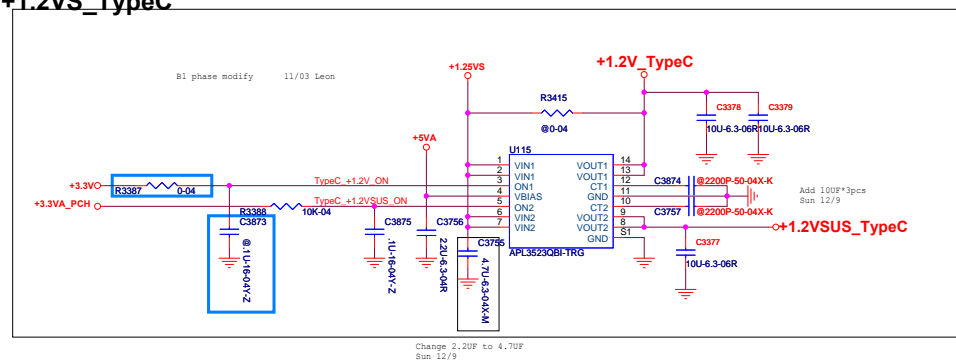 +1.2VS_TypeC
B1 phase modify 11/03 Leon
+1.25VS
+1.2V_TypeC
R3415
@0-04
C3378
10U-6.3-06R
C3379
10U-6.3-06R
+5VA
U115
1 VIN1 VOUT1 14
2 VIN1 VOUT1 13
3 ON1 CT1 12
4 VBIAS GND 11
5 ON2 CT2 10
6 VIN2 VOUT2 9
7 VIN2 VOUT2 8
GND S1
APL3523QBI-TRG
+3.3V
R3387 0-04
TypeC_+1.2V_ON
+3.3VA_PCH
R3388 10K-04
TypeC_+1.2VSUS_ON
C3873
@.1U-16-04Y-Z
C3875
.1U-16-04Y-Z
C3756
2.2U-6.3-04R
C3755
4.7U-6.3-04X-M
C3874 @2200P-50-04X-K
C3757 @2200P-50-04X-K
Add 10UF*3pcs
Sun 12/9
+1.2VSUS_TypeC
C3377
10U-6.3-06R
Change 2.2UF to 4.7UF
Sun 12/9